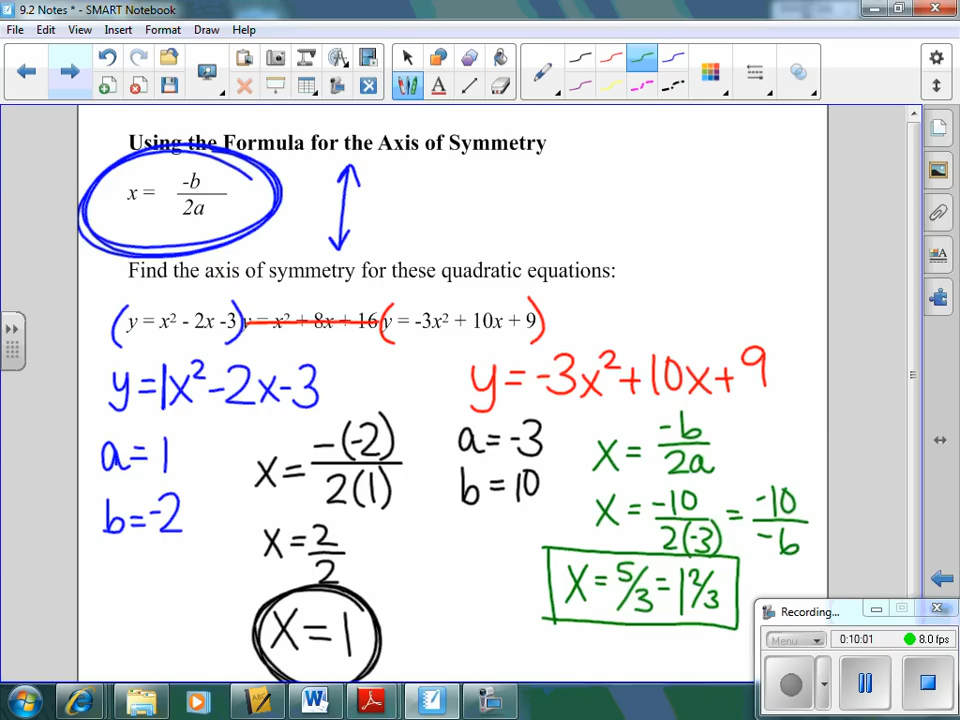 9.2 Notes * - SMART Notebook
File Edit View Insert Format Draw Help
Using the Formula for the Axis of Symmetry
x = -b
2a
Find the axis of symmetry for these quadratic equations:
(y = x² - 2x -3) y = x² + 8x + 16 (y = -3x² + 10x + 9)
y=1x²-2x-3
y=-3x²+10x+9
a=1
b=-2
x= -(-2)
2(1)
x= 2
2
x=1
a=-3
b=10
x= -b
2a
x= -10 = -10
2(-3) -6
x= 5/3 = 1 2/3
Recording...
Menu 0:10:01 8.0 fps